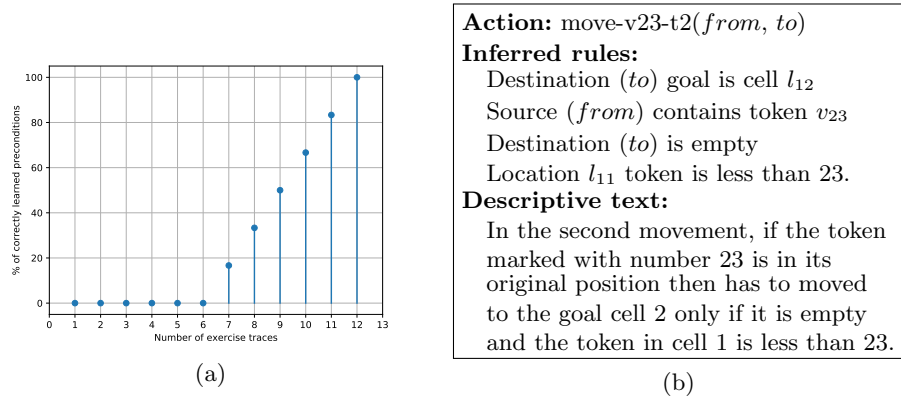 % of correctly learned preconditions
100
80
60
40
20
0
0 1 2 3 4 5 6 7 8 9 10 11 12 13
Number of exercise traces
(a)
Action: move-v23-t2(from, to)
Inferred rules:
Destination (to) goal is cell l12
Source (from) contains token v23
Destination (to) is empty
Location l11 token is less than 23.
Descriptive text:
In the second movement, if the token
marked with number 23 is in its
original position then has to moved
to the goal cell 2 only if it is empty
and the token in cell 1 is less than 23.
(b)